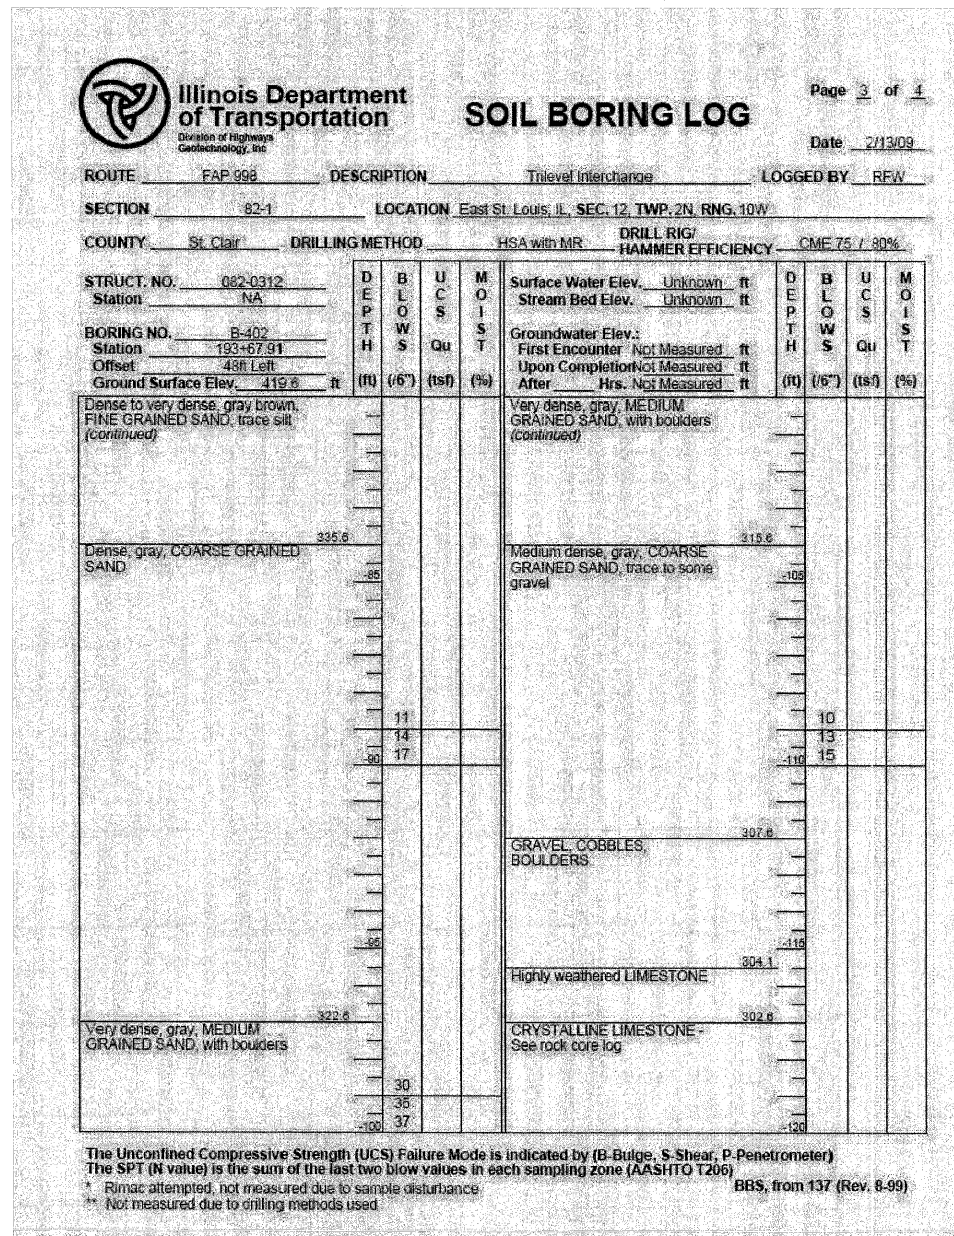 Illinois Department
of Transportation
Division of Highways
Geotechnology, Inc
SOIL BORING LOG
Page 3 of 4
Date 2/13/09
ROUTE FAP 998 DESCRIPTION Trilevel Interchange LOGGED BY RFW
SECTION 82-1 LOCATION East St. Louis, IL, SEC. 12, TWP. 2N, RNG. 10W
COUNTY St. Clair DRILLING METHOD HSA with MR DRILL RIG/ HAMMER EFFICIENCY CME 75 / 80%
STRUCT. NO. 082-0312
Station NA
BORING NO. B-402
Station 193+67.91
Offset 48ft Left
Ground Surface Elev. 419.6 ft
DEPTH (ft)
BLOWS (/6")
UCS Qu (tsf)
MOIST (%)
Surface Water Elev. Unknown ft
Stream Bed Elev. Unknown ft
Groundwater Elev.:
First Encounter Not Measured ft
Upon Completion Not Measured ft
After Hrs. Not Measured ft
DEPTH (ft)
BLOWS (/6")
UCS Qu (tsf)
MOIST (%)
Dense to very dense, gray brown,
FINE GRAINED SAND, trace silt
(continued)
335.6
Dense, gray, COARSE GRAINED
SAND
-85
11
14
-90 17
-95
322.6
Very dense, gray, MEDIUM
GRAINED SAND, with boulders
30
35
-100 37
Very dense, gray, MEDIUM
GRAINED SAND, with boulders
(continued)
315.6
Medium dense, gray, COARSE
GRAINED SAND, trace to some
gravel
-105
10
13
-110 15
307.6
GRAVEL, COBBLES,
BOULDERS
-115
304.1
Highly weathered LIMESTONE
302.6
CRYSTALLINE LIMESTONE -
See rock core log
-120
The Unconfined Compressive Strength (UCS) Failure Mode is indicated by (B-Bulge, S-Shear, P-Penetrometer)
The SPT (N value) is the sum of the last two blow values in each sampling zone (AASHTO T206)
* Rimac attempted, not measured due to sample disturbance
BBS, from 137 (Rev. 8-99)
** Not measured due to drilling methods used